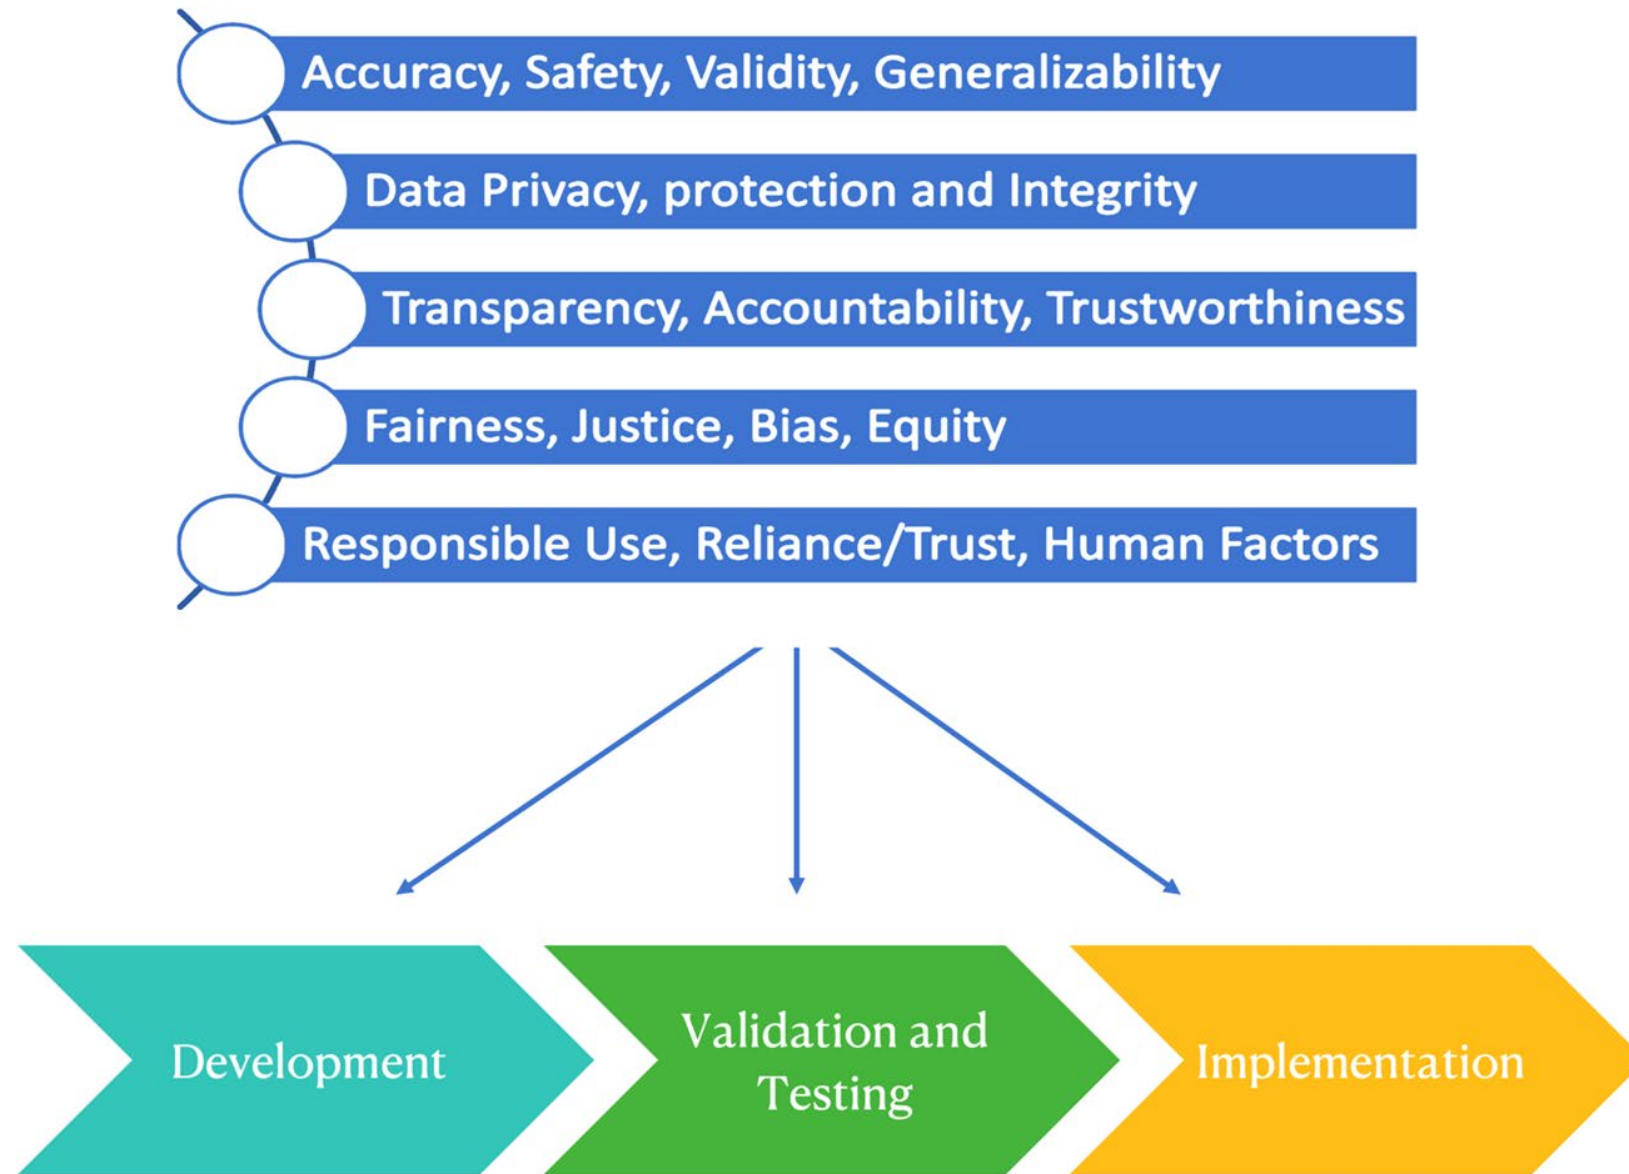 Accuracy, Safety, Validity, Generalizability
Data Privacy, protection and Integrity
Transparency, Accountability, Trustworthiness
Fairness, Justice, Bias, Equity
Responsible Use, Reliance/Trust, Human Factors
Development
Validation and
Testing
Implementation